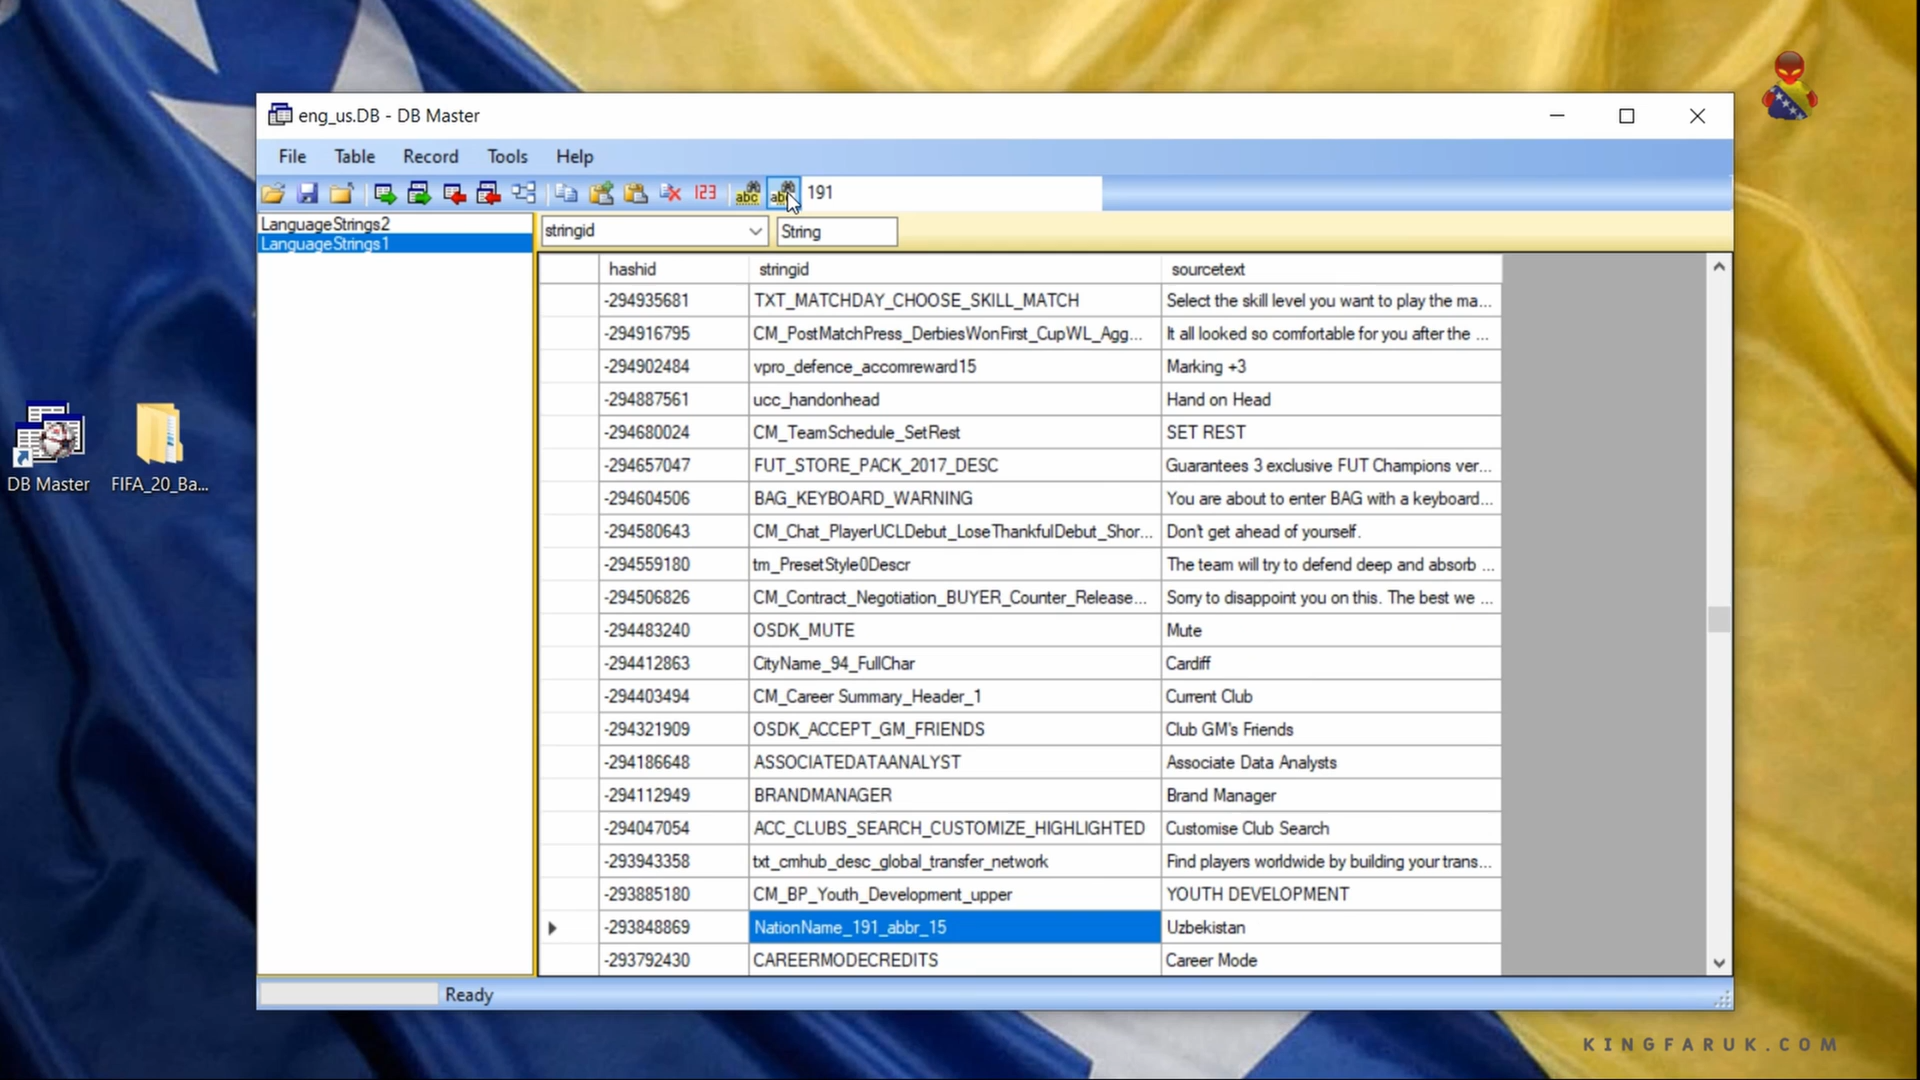 eng_us.DB - DB Master
File Table Record Tools Help
123 abc abc 191
LanguageStrings2
LanguageStrings1
stringid String
hashid stringid sourcetext
-294935681 TXT_MATCHDAY_CHOOSE_SKILL_MATCH Select the skill level you want to play the ma...
-294916795 CM_PostMatchPress_DerbiesWonFirst_CupWL_Agg... It all looked so comfortable for you after the ...
-294902484 vpro_defence_accomreward15 Marking +3
-294887561 ucc_handonhead Hand on Head
-294680024 CM_TeamSchedule_SetRest SET REST
-294657047 FUT_STORE_PACK_2017_DESC Guarantees 3 exclusive FUT Champions ver...
-294604506 BAG_KEYBOARD_WARNING You are about to enter BAG with a keyboard...
-294580643 CM_Chat_PlayerUCLDebut_LoseThankfulDebut_Shor... Don't get ahead of yourself.
-294559180 tm_PresetStyle0Descr The team will try to defend deep and absorb ...
-294506826 CM_Contract_Negotiation_BUYER_Counter_Release... Sorry to disappoint you on this. The best we ...
-294483240 OSDK_MUTE Mute
-294412863 CityName_94_FullChar Cardiff
-294403494 CM_Career Summary_Header_1 Current Club
-294321909 OSDK_ACCEPT_GM_FRIENDS Club GM's Friends
-294186648 ASSOCIATEDATAANALYST Associate Data Analysts
-294112949 BRANDMANAGER Brand Manager
-294047054 ACC_CLUBS_SEARCH_CUSTOMIZE_HIGHLIGHTED Customise Club Search
-293943358 txt_cmhub_desc_global_transfer_network Find players worldwide by building your trans...
-293885180 CM_BP_Youth_Development_upper YOUTH DEVELOPMENT
-293848869 NationName_191_abbr_15 Uzbekistan
-293792430 CAREERMODECREDITS Career Mode
Ready
DB Master
FIFA_20_Ba...
KINGFARUK.COM